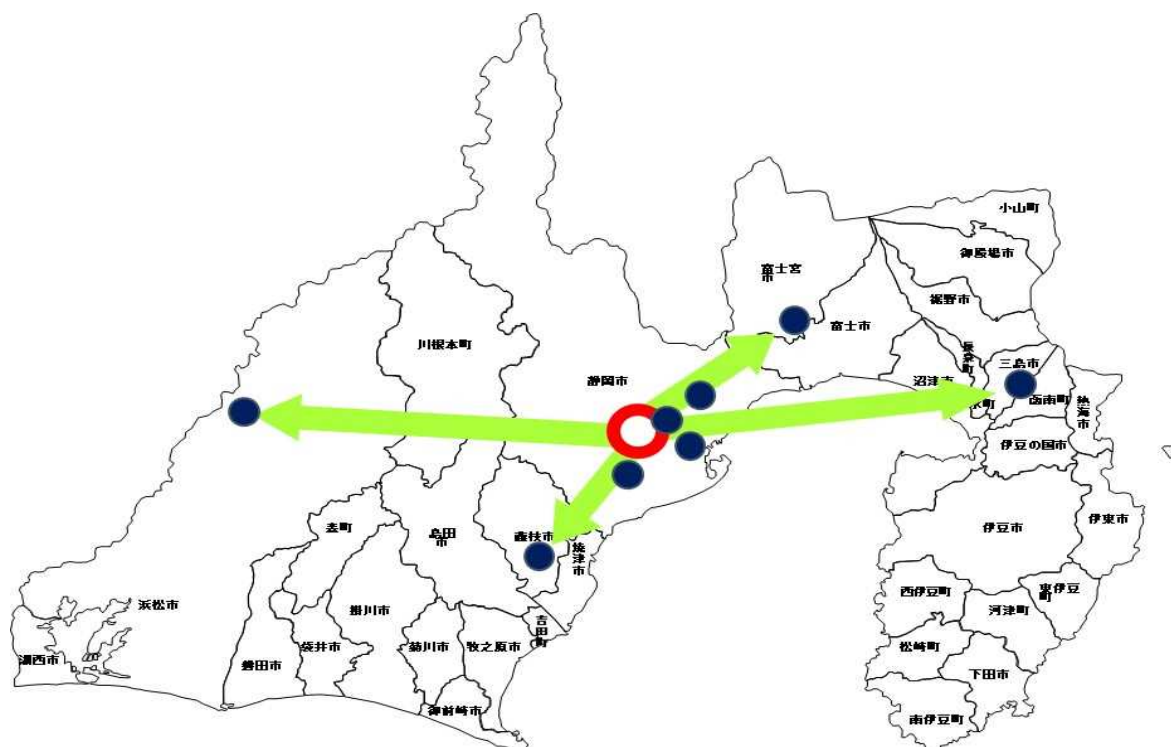 小山町
御殿場市
富士宮
市
裾野市
富士市
川根本町
長泉町
三島市
静岡市
沼津市
函南町
熱海市
水町
伊豆の国市
森町
島田
市
藤枝市
焼津市
伊豆市
伊東市
浜松市
掛川市
西伊豆町
東伊豆
町
河津町
吉田町
湖西市
磐田市
袋井市
菊川市
牧之原市
松崎町
下田市
御前崎市
南伊豆町